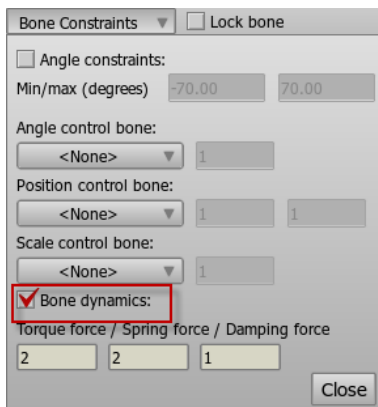 Bone Constraints Lock bone
Angle constraints:
Min/max (degrees) -70.00 70.00
Angle control bone:
<None> 1
Position control bone:
<None> 1 1
Scale control bone:
<None> 1
Bone dynamics:
Torque force / Spring force / Damping force
2 2 1
Close